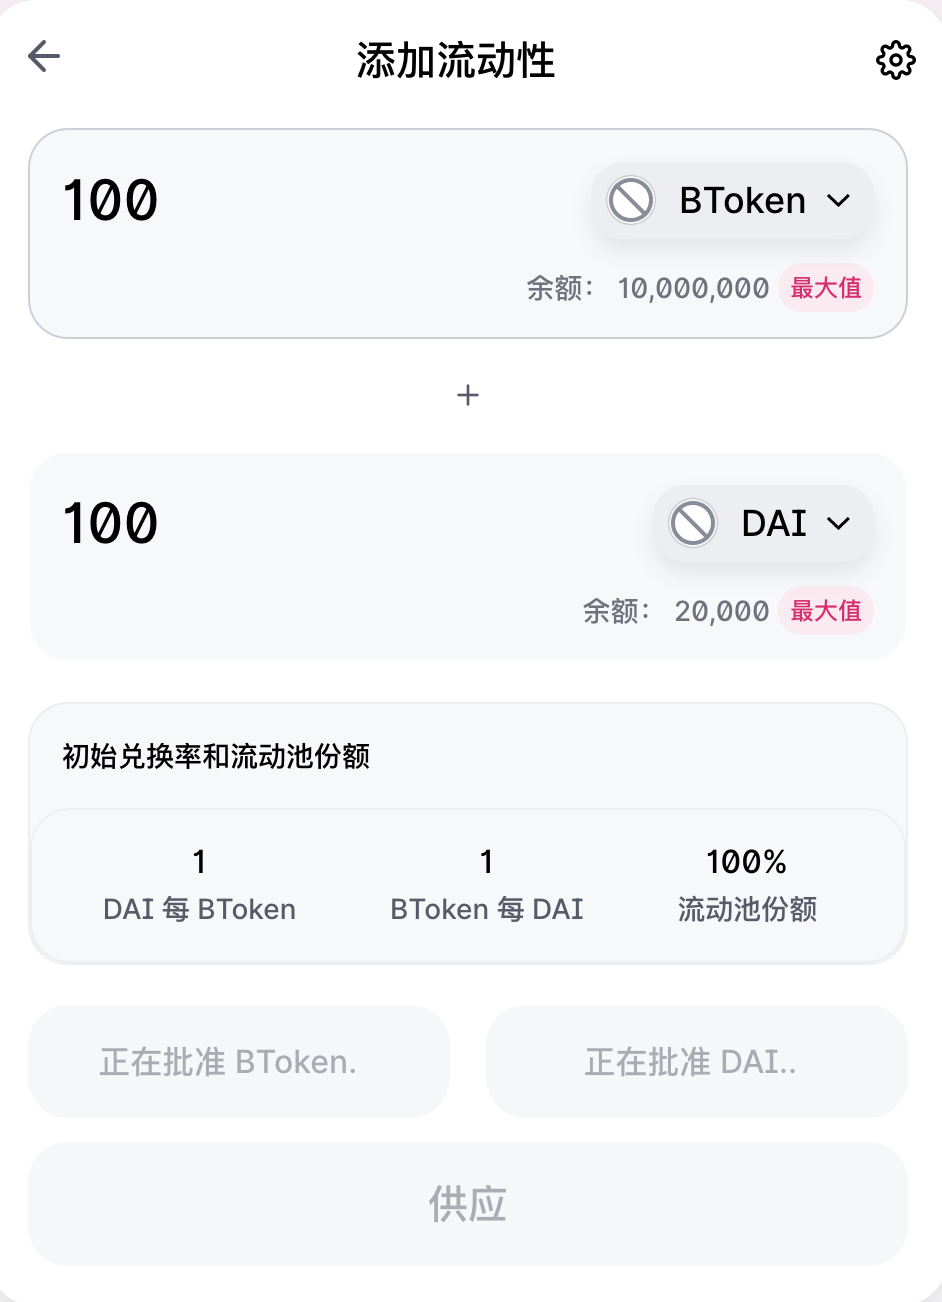 添加流动性
100
BToken
余额： 10,000,000 最大值
+
100
DAI
余额： 20,000 最大值
初始兑换率和流动池份额
1 1 100%
DAI 每 BToken BToken 每 DAI 流动池份额
正在批准 BToken. 正在批准 DAI..
供应